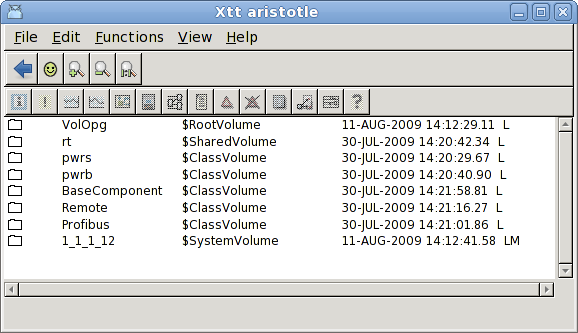 Xtt aristotle
File Edit Functions View Help
VolOpg $RootVolume 11-AUG-2009 14:12:29.11 L
rt $SharedVolume 30-JUL-2009 14:20:42.34 L
pwrs $ClassVolume 30-JUL-2009 14:20:29.67 L
pwrb $ClassVolume 30-JUL-2009 14:20:40.90 L
BaseComponent $ClassVolume 30-JUL-2009 14:21:58.81 L
Remote $ClassVolume 30-JUL-2009 14:21:16.27 L
Profibus $ClassVolume 30-JUL-2009 14:21:01.86 L
1_1_1_12 $SystemVolume 11-AUG-2009 14:12:41.58 LM